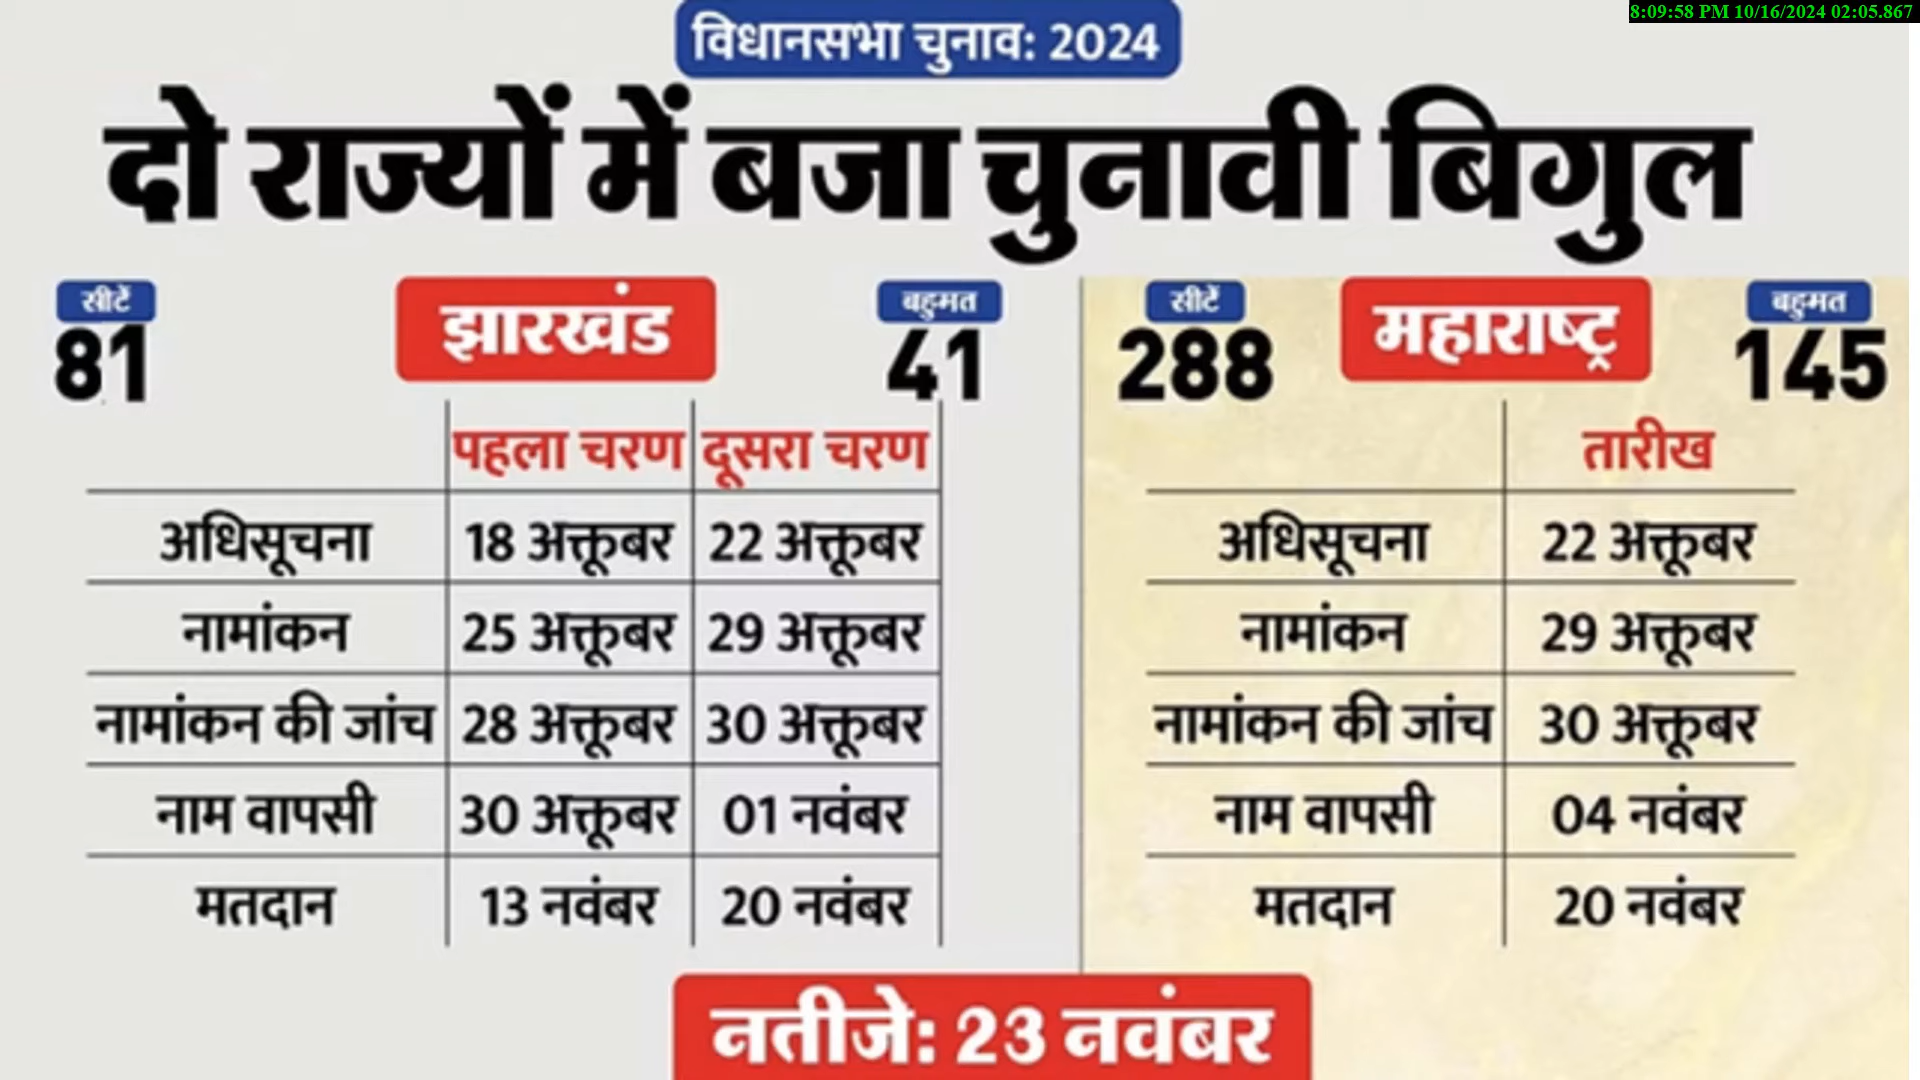 8:09:58 PM 10/16/2024 02:05.867
विधानसभा चुनाव: 2024
दो राज्यों में बजा चुनावी बिगुल
सीटें
81
झारखंड
बहुमत
41
पहला चरण दूसरा चरण
अधिसूचना 18 अक्तूबर 22 अक्तूबर
नामांकन 25 अक्तूबर 29 अक्तूबर
नामांकन की जांच 28 अक्तूबर 30 अक्तूबर
नाम वापसी 30 अक्तूबर 01 नवंबर
मतदान 13 नवंबर 20 नवंबर
सीटें
288
महाराष्ट्र
बहुमत
145
तारीख
अधिसूचना 22 अक्तूबर
नामांकन 29 अक्तूबर
नामांकन की जांच 30 अक्तूबर
नाम वापसी 04 नवंबर
मतदान 20 नवंबर
नतीजे: 23 नवंबर